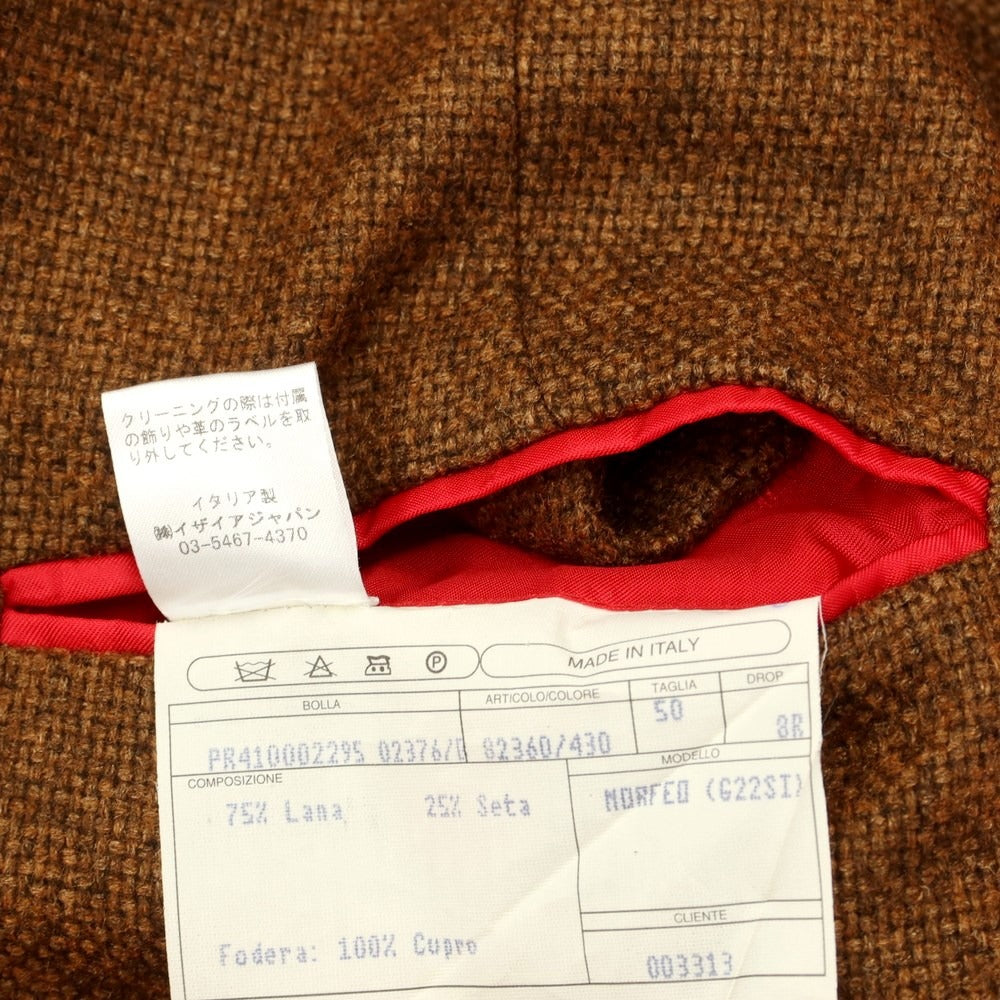 クリーニングの際は付属
の飾りや革のラベルを取
り外してください。
イタリア製
㈱イザイアジャパン
03-5467-4370
P
MADE IN ITALY
BOLLA
ARTICOLO/COLORE
TAGLIA
DROP
PR410002295 02376/
82360/430
50
8R
COMPOSIZIONE
MODELLO
75% Lana
25% Seta
MORFEO (G22SI)
Fodera: 100% Cupro
CLIENTE
003313